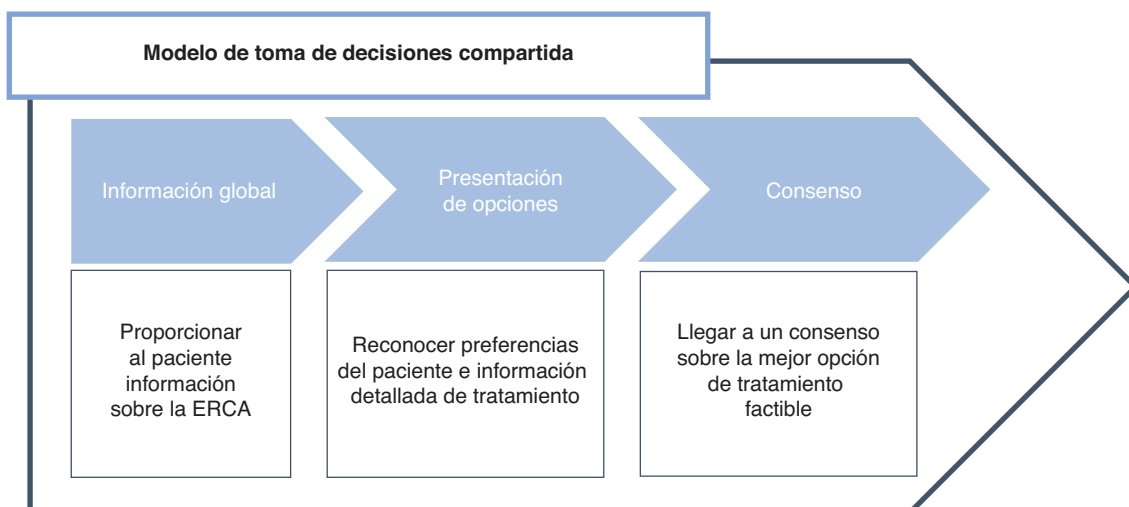 Modelo de toma de decisiones compartida
Información global
Presentación
de opciones
Consenso
Proporcionar
al paciente
información
sobre la ERCA
Reconocer preferencias
del paciente e información
detallada de tratamiento
Llegar a un consenso
sobre la mejor opción
de tratamiento
factible